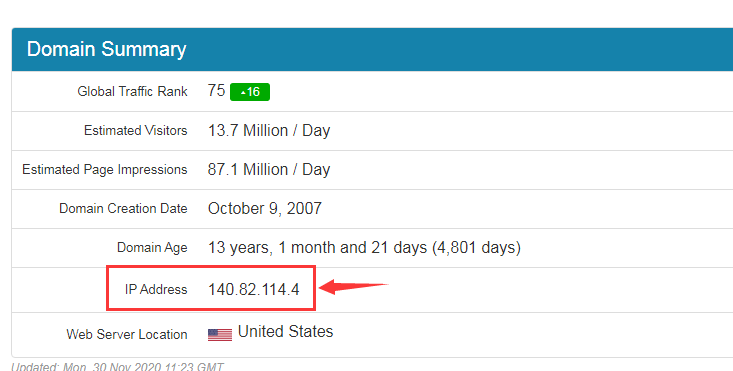 Domain Summary
Global Traffic Rank 75 ▲16
Estimated Visitors 13.7 Million / Day
Estimated Page Impressions 87.1 Million / Day
Domain Creation Date October 9, 2007
Domain Age 13 years, 1 month and 21 days (4,801 days)
IP Address 140.82.114.4
Web Server Location United States
Updated: Mon, 30 Nov 2020 11:23 GMT